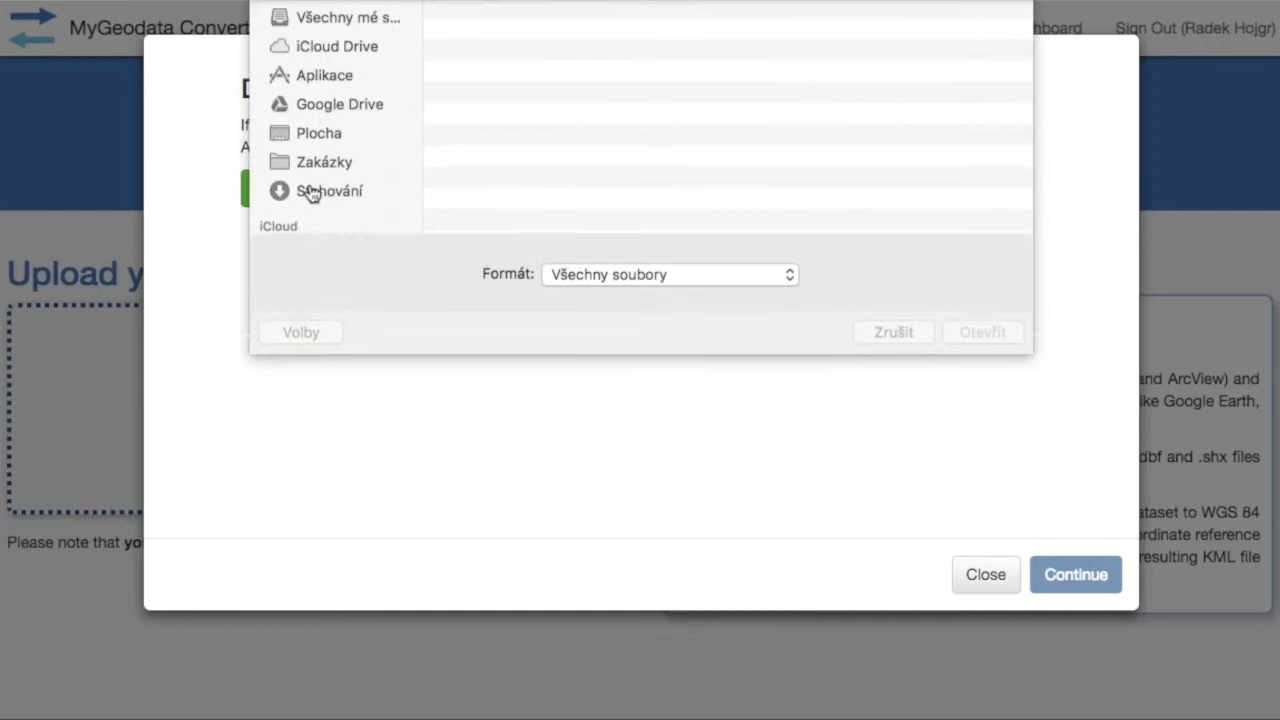 MyGeodata Convert
hboard
Sign Out (Radek Hojgr)
Všechny mé s...
iCloud Drive
Aplikace
Google Drive
Plocha
Zakázky
Stahování
iCloud
Formát: Všechny soubory
Volby
Zrušit
Otevřít
Upload y
and ArcView) and
ike Google Earth,
dbf and .shx files
ataset to WGS 84
ordinate reference
resulting KML file
Please note that yo
Close
Continue